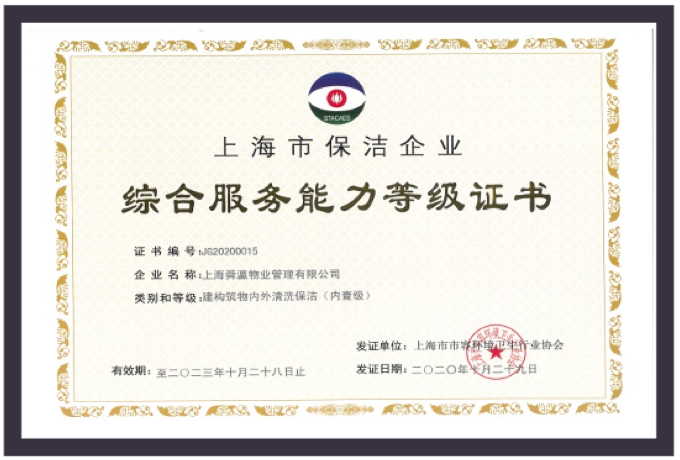 STACAES
上海市保洁企业
综合服务能力等级证书
证书编号:JG20200015
企业名称:上海舜瀛物业管理有限公司
类别和等级:建构筑物内外清洗保洁（内壹级）
发证单位:上海市市容环境卫生行业协会
有效期:至二〇二三年十月二十八日止
发证日期:二〇二〇年十月二十九日